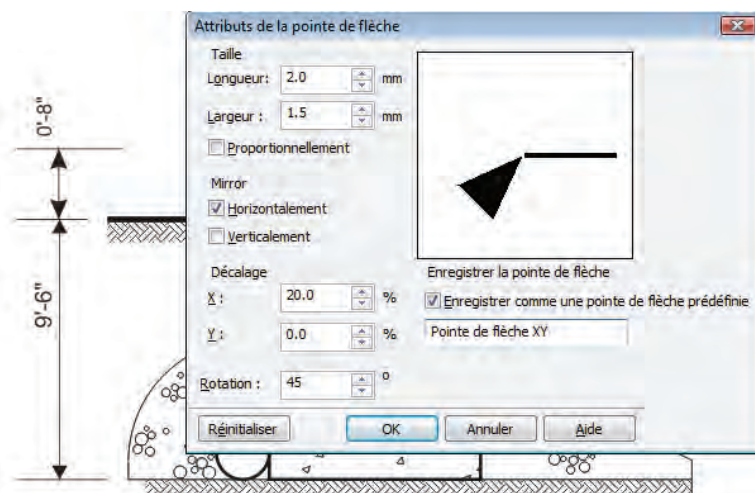 Attributs de la pointe de flèche
Taille
Longueur: 2.0 mm
Largeur : 1.5 mm
Proportionnellement
Mirror
Horizontalement
Verticalement
Décalage
X : 20.0 %
Y : 0.0 %
Rotation : 45 °
Enregistrer la pointe de flèche
Enregistrer comme une pointe de flèche prédéfinie
Pointe de flèche XY
Réinitialiser OK Annuler Aide
0'-8"
9'-6"